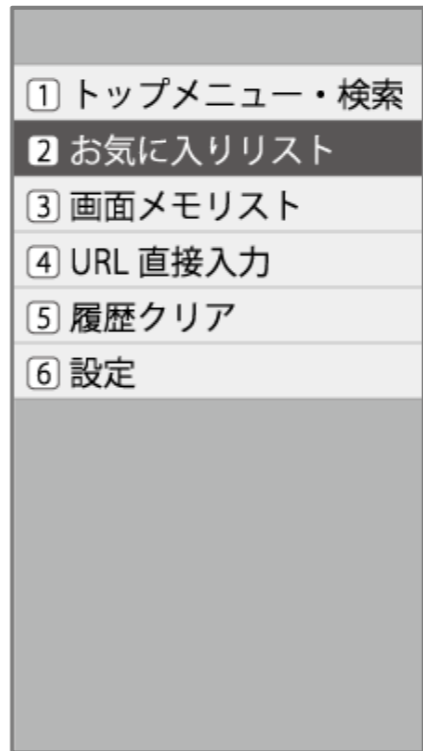 1 トップメニュー・検索
2 お気に入りリスト
3 画面メモリスト
4 URL 直接入力
5 履歴クリア
6 設定